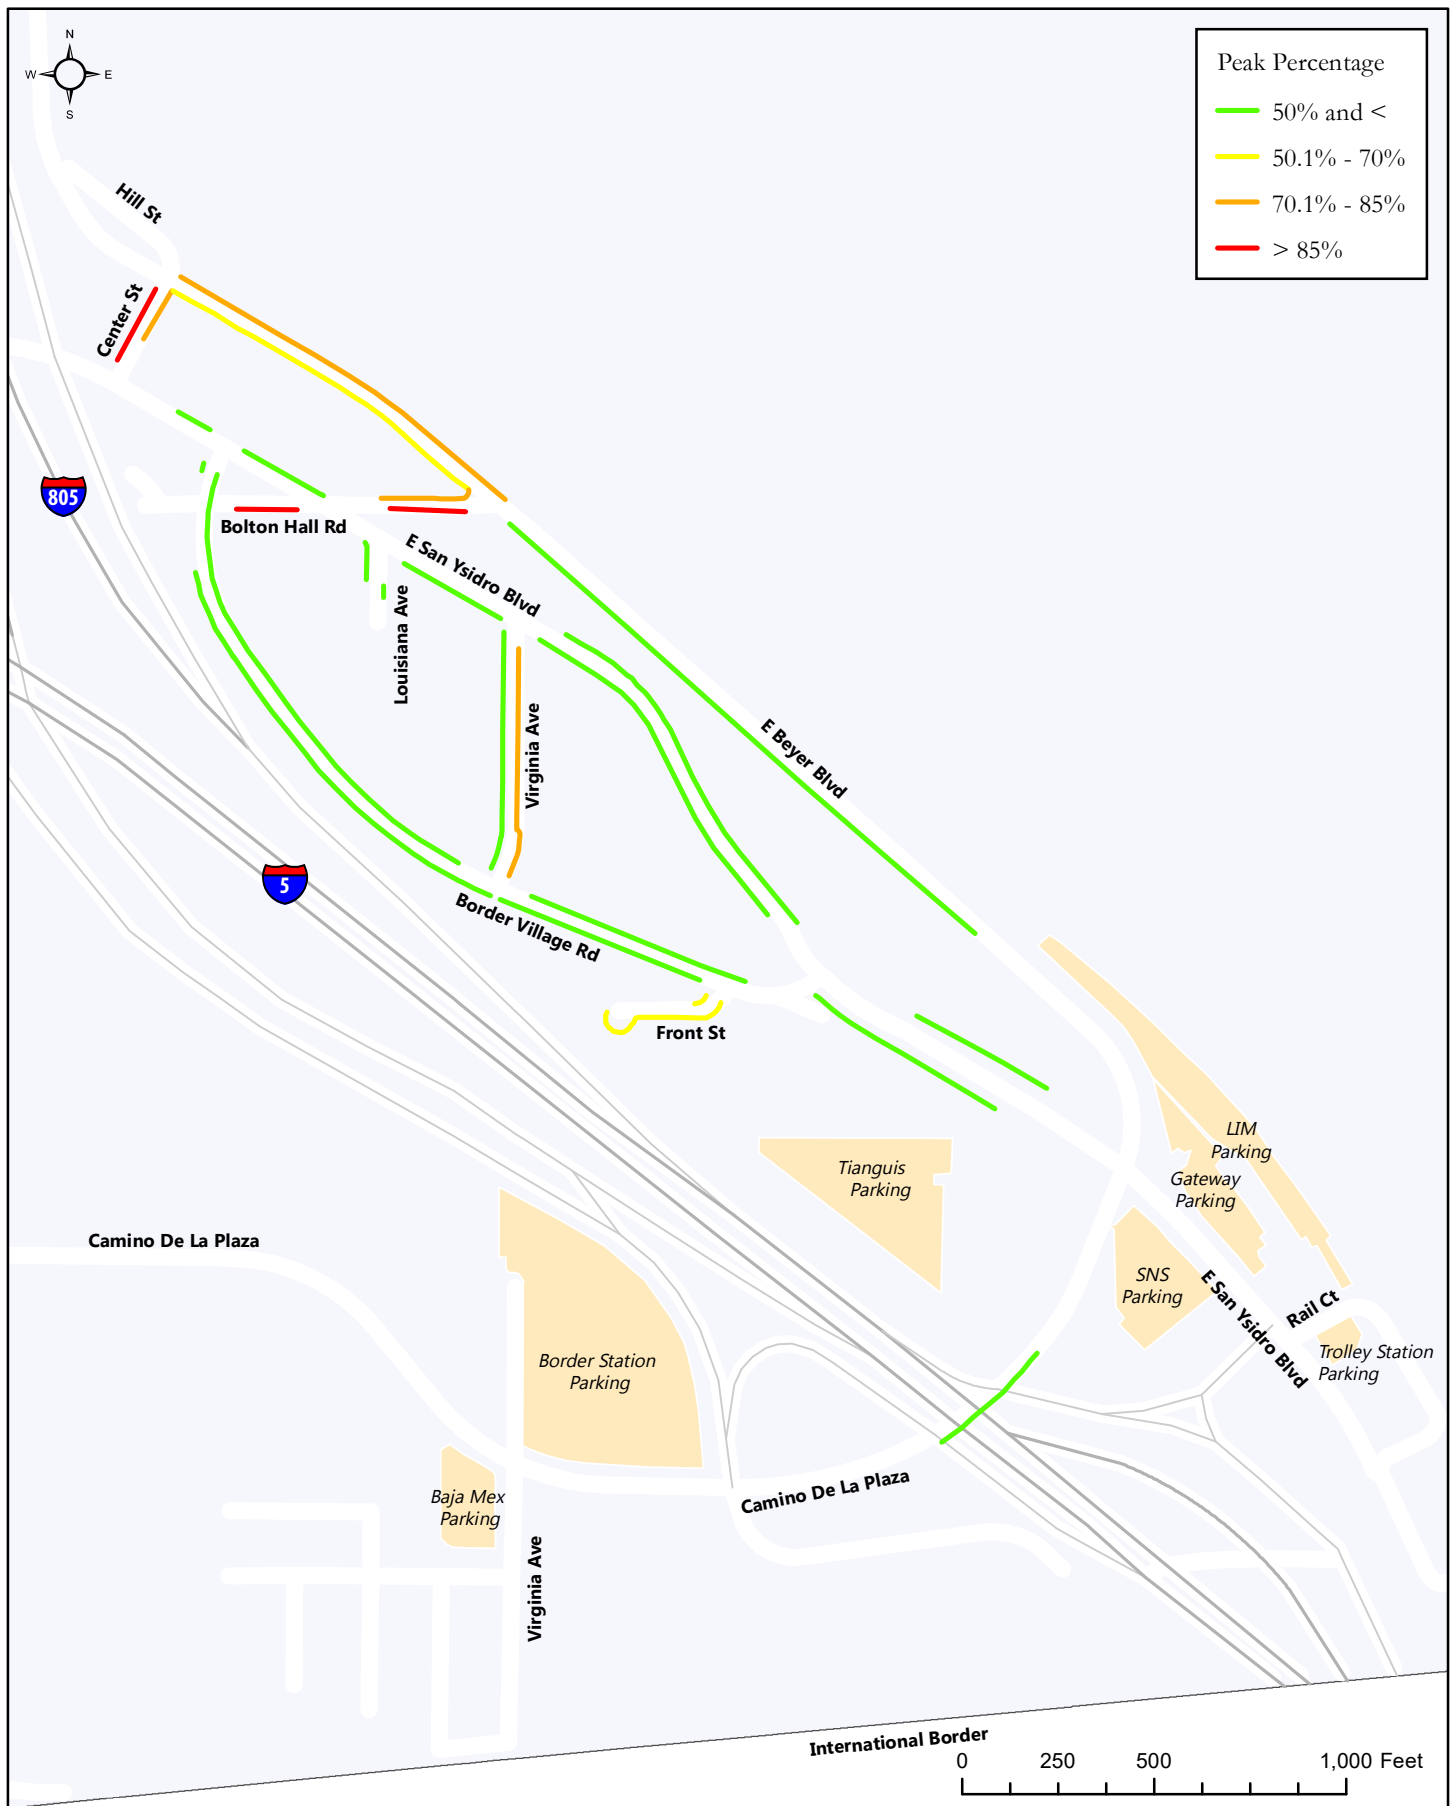 N
W E
S
Peak Percentage
50% and <
50.1% - 70%
70.1% - 85%
> 85%
Hill St
Center St
805
Bolton Hall Rd
E San Ysidro Blvd
Louisiana Ave
Virginia Ave
E Beyer Blvd
5
Border Village Rd
Front St
LIM
Parking
Tianguis
Parking
Gateway
Parking
Camino De La Plaza
SNS
Parking
E San Ysidro Blvd
Rail Ct
Trolley Station
Parking
Border Station
Parking
Baja Mex
Parking
Camino De La Plaza
Virginia Ave
International Border
0 250 500 1,000 Feet